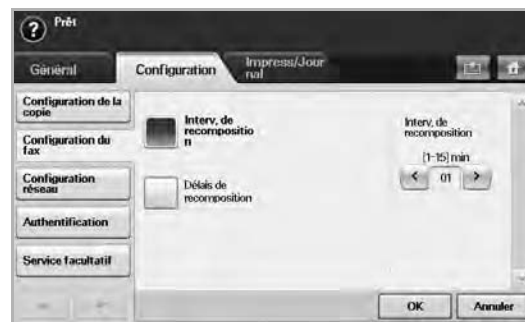 ? Prêt
Général
Configuration
Impress/Jour
nal
Configuration de la
copie
Configuration du
fax
Configuration
réseau
Authentification
Service facultatif
Interv. de
recompositio
n
Délais de
recomposition
Interv. de
recomposition
[1-15] min
< 01 >
OK
Annuler